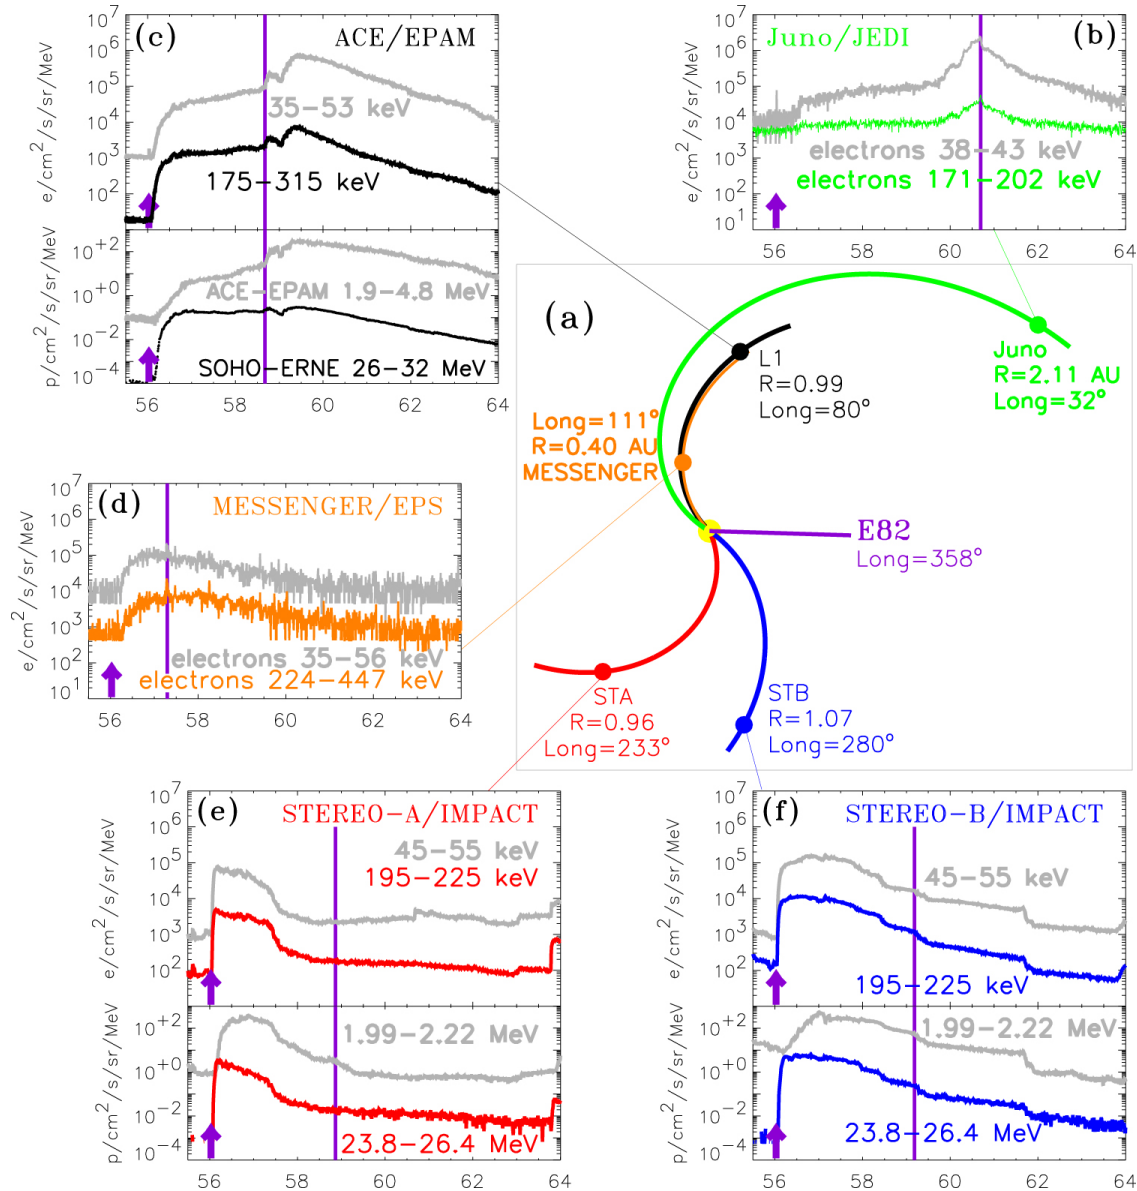 (c)
ACE/EPAM
35−53 keV
175−315 keV
e/cm²/s/sr/MeV
10⁷
10⁶
10⁵
10⁴
10³
10²
10¹
ACE−EPAM 1.9−4.8 MeV
SOHO−ERNE 26−32 MeV
p/cm²/s/sr/MeV
10⁺²
10⁺⁰
10⁻²
10⁻⁴
56 58 60 62 64
Juno/JEDI
(b)
electrons 38−43 keV
electrons 171−202 keV
e/cm²/s/sr/MeV
10⁷
10⁶
10⁵
10⁴
10³
10²
10¹
56 58 60 62 64
(a)
Juno
R=2.11 AU
Long=32°
L1
R=0.99
Long=80°
Long=111°
R=0.40 AU
MESSENGER
E82
Long=358°
STA
R=0.96
Long=233°
STB
R=1.07
Long=280°
(d)
MESSENGER/EPS
electrons 35−56 keV
electrons 224−447 keV
e/cm²/s/sr/MeV
10⁷
10⁶
10⁵
10⁴
10³
10²
10¹
56 58 60 62 64
(e)
STEREO−A/IMPACT
45−55 keV
195−225 keV
e/cm²/s/sr/MeV
10⁷
10⁶
10⁵
10⁴
10³
10²
10¹
1.99−2.22 MeV
23.8−26.4 MeV
p/cm²/s/sr/MeV
10⁺²
10⁺⁰
10⁻²
10⁻⁴
56 58 60 62 64
(f)
STEREO−B/IMPACT
45−55 keV
195−225 keV
e/cm²/s/sr/MeV
10⁷
10⁶
10⁵
10⁴
10³
10²
10¹
1.99−2.22 MeV
23.8−26.4 MeV
p/cm²/s/sr/MeV
10⁺²
10⁺⁰
10⁻²
10⁻⁴
56 58 60 62 64